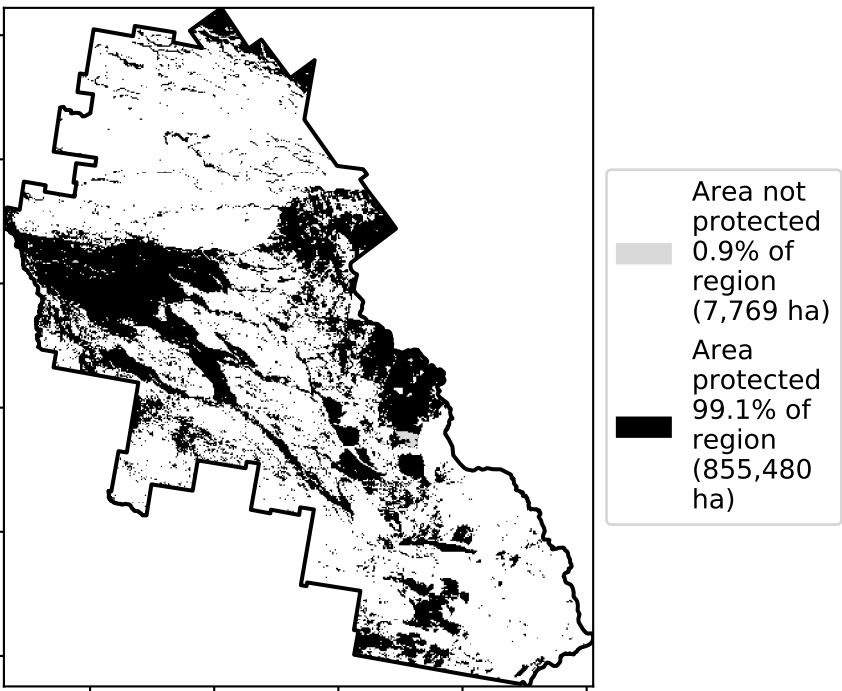 Area not
protected
0.9% of
region
(7,769 ha)
Area
protected
99.1% of
region
(855,480
ha)